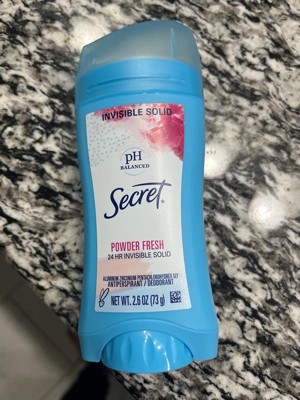 INVISIBLE SOLID
pH
BALANCED
Secret
POWDER FRESH
24 HR INVISIBLE SOLID
ALUMINUM ZIRCONIUM PENTACHLOROHYDREX GLY
ANTIPERSPIRANT / DEODORANT
NET WT. 2.6 OZ (73 g)